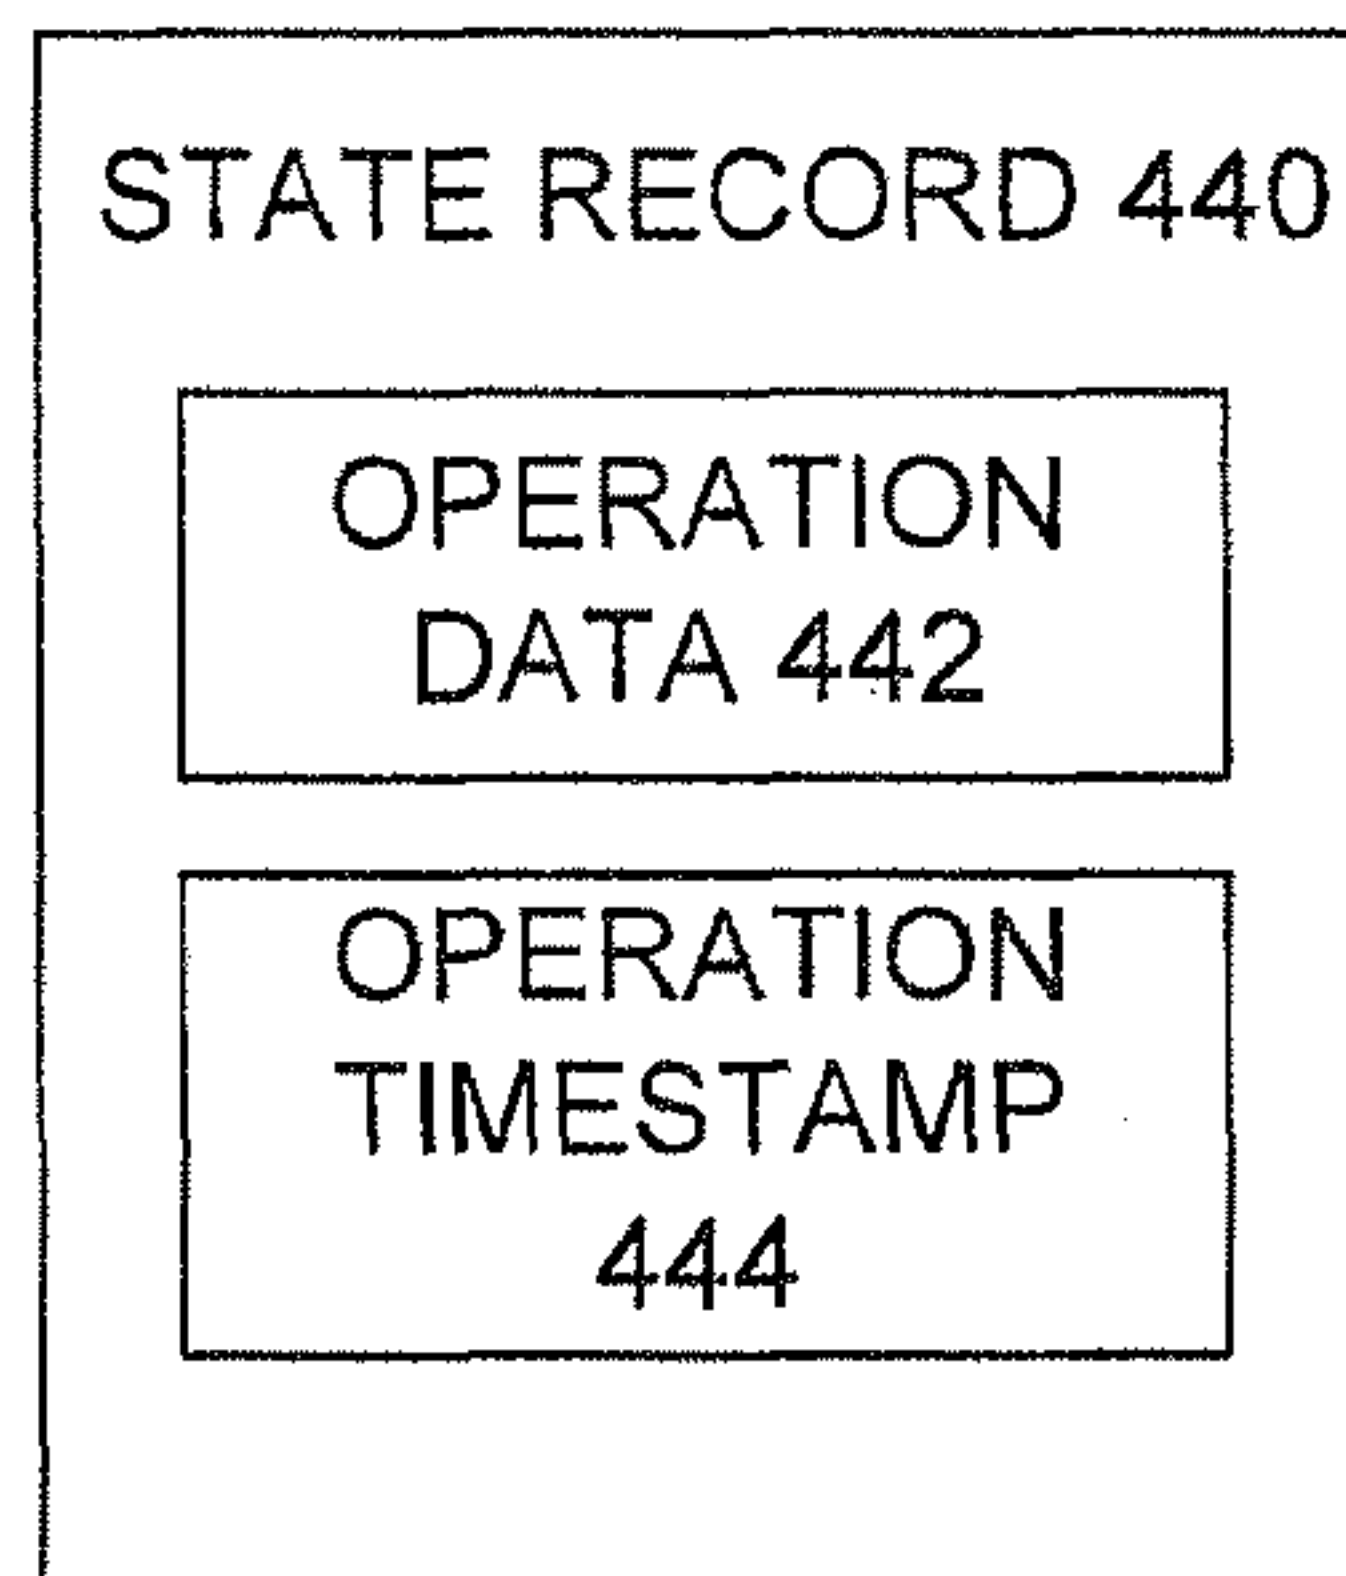 STATE RECORD 440
OPERATION
DATA 442
OPERATION
TIMESTAMP
444